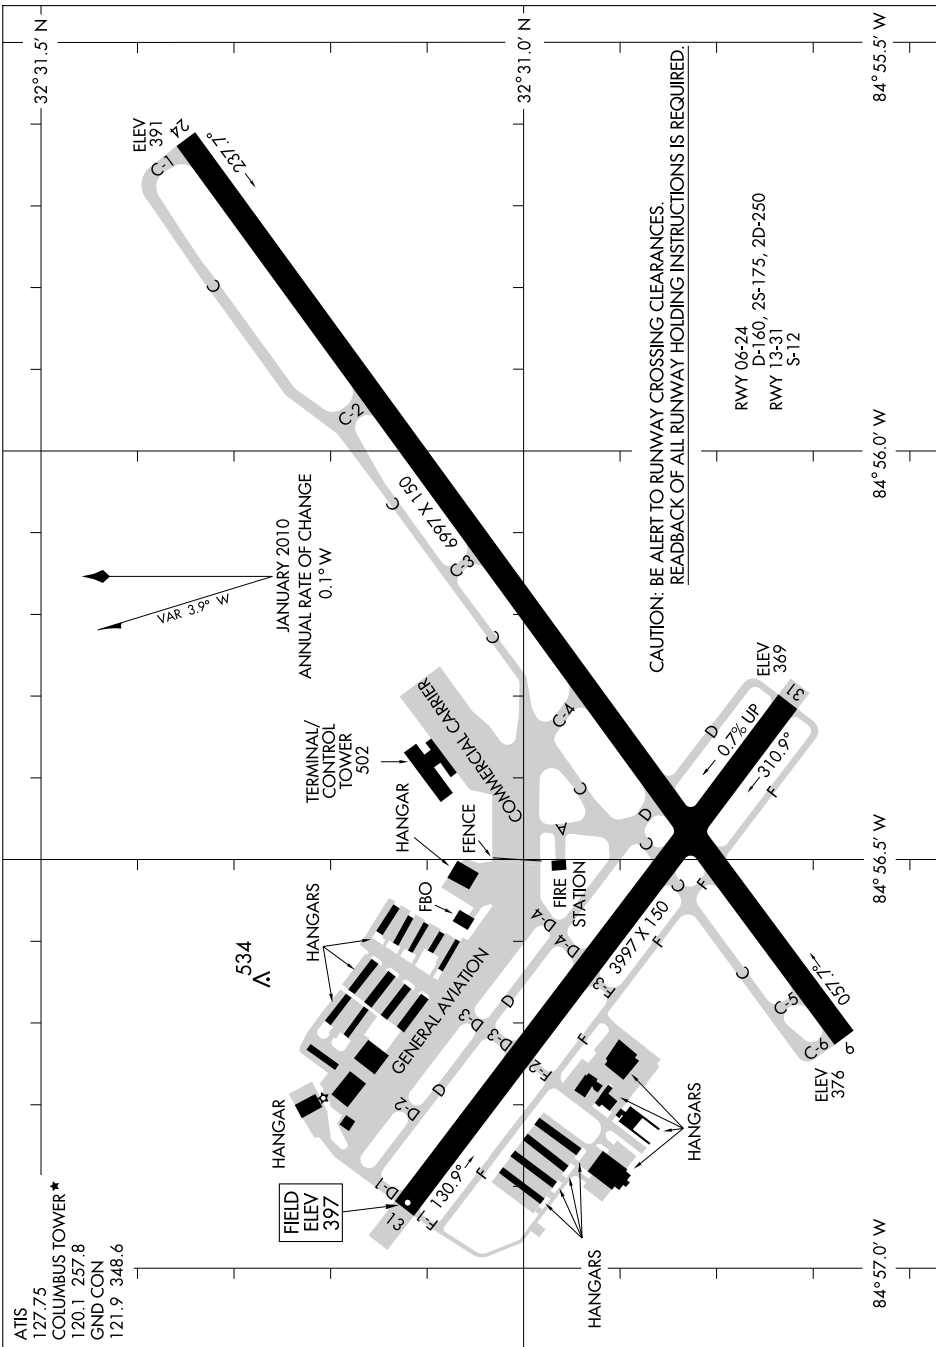 ATIS
127.75
COLUMBUS TOWER★
120.1 257.8
GND CON
121.9 348.6
32°31.5' N
32°31.0' N
84°55.5' W
84°56.0' W
84°56.5' W
84°57.0' W
ELEV
391
24
←237.7°
C-1
C
C-2
C
6997 X 150
C-3
C
C-4
C
VAR 3.9° W
JANUARY 2010
ANNUAL RATE OF CHANGE
0.1° W
TERMINAL/
CONTROL
TOWER
502
COMMERCIAL CARRIER
HANGAR
FENCE
FBO
A
FIRE
STATION
HANGARS
534
GENERAL AVIATION
HANGAR
FIELD
ELEV
397
13
D-1
F-1
130.9°→
D-2
D
D-3
D-3
D
D-4
D-4
D
C
3997 X 150
F
F-2
F
F-3
F
C
F
D
← 0.7% UP
←310.9°
F
31
ELEV
369
C
C-5
C-6
057.7°→
6
ELEV
376
HANGARS
HANGARS
CAUTION: BE ALERT TO RUNWAY CROSSING CLEARANCES.
READBACK OF ALL RUNWAY HOLDING INSTRUCTIONS IS REQUIRED.
RWY 06-24
D-160, 2S-175, 2D-250
RWY 13-31
S-12